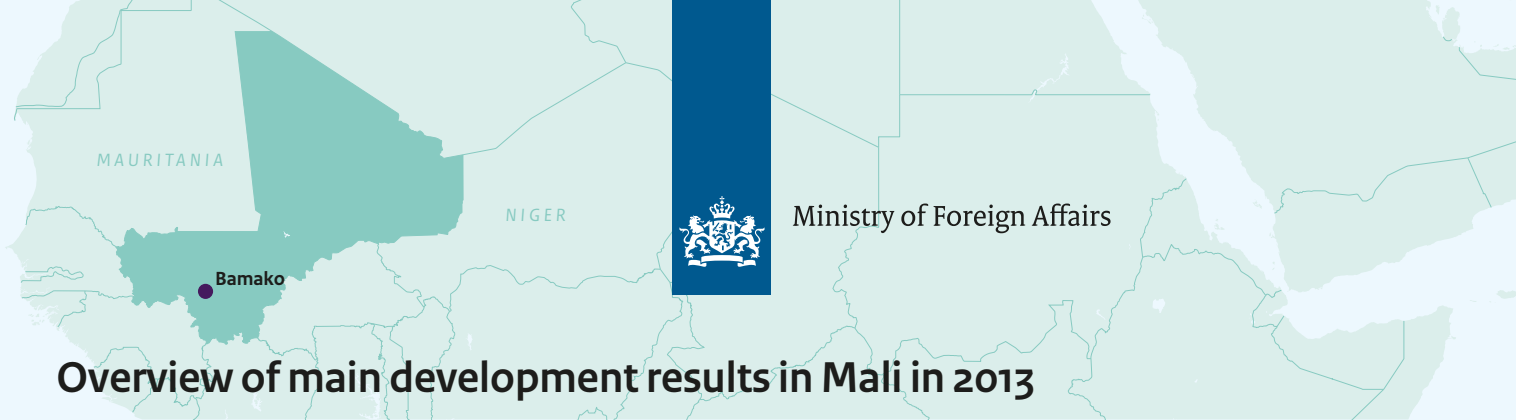 MAURITANIA
NIGER
Ministry of Foreign Affairs
Bamako
Overview of main development results in Mali in 2013